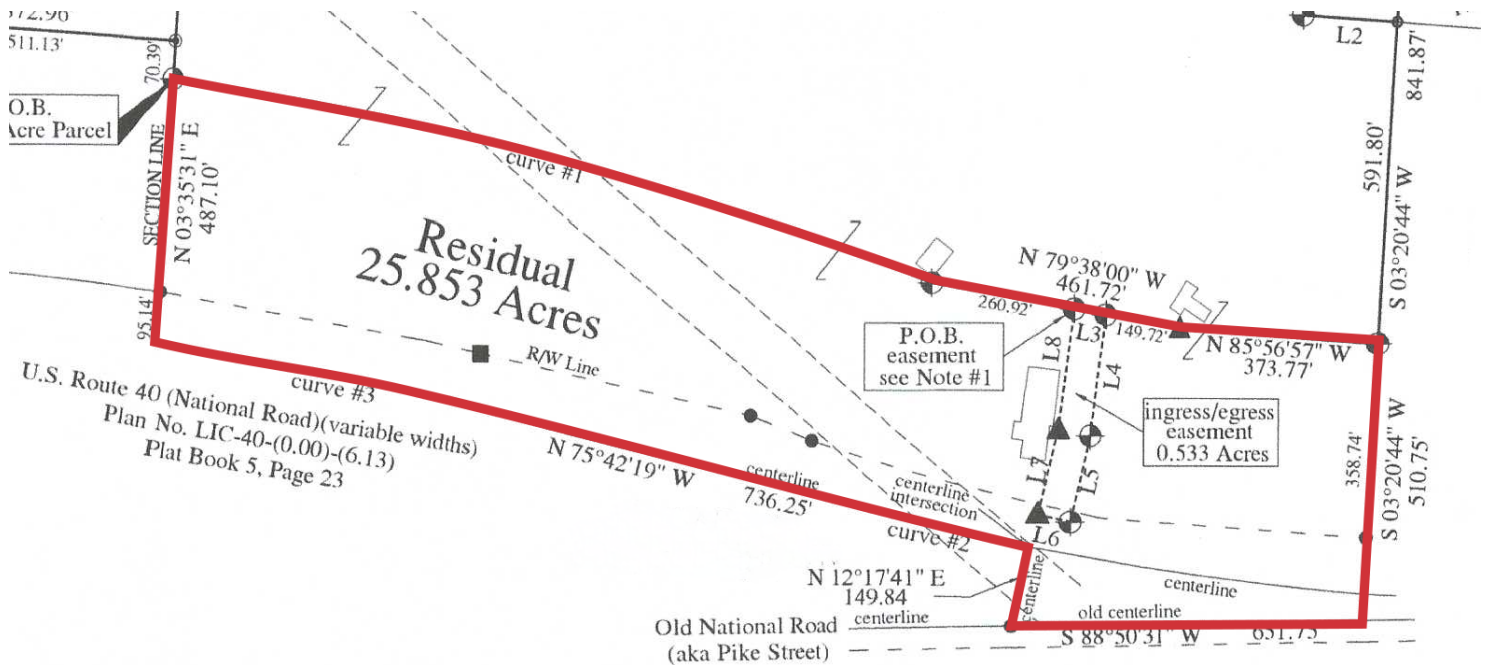 372.96
511.13'
70.39'
O.B.
Acre Parcel
SECTION LINE
N 03°35'31" E
487.10'
95.14'
curve #1
Residual
25.853 Acres
R/W Line
curve #3
U.S. Route 40 (National Road)(variable widths)
Plan No. LIC-40-(0.00)-(6.13)
Plat Book 5, Page 23
N 75°42'19" W
736.25'
centerline
centerline
intersection
curve #2
L2
841.87'
591.80'
S 03°20'44" W
N 79°38'00" W
461.72'
260.92'
L3
149.72'
N 85°56'57" W
373.77'
P.O.B.
easement
see Note #1
L8
L4
L7
L5
L6
ingress/egress
easement
0.533 Acres
358.74'
S 03°20'44" W
510.75'
N 12°17'41" E
149.84
centerline
centerline
old centerline
Old National Road
(aka Pike Street)
centerline
S 88°50'31" W
651.75'